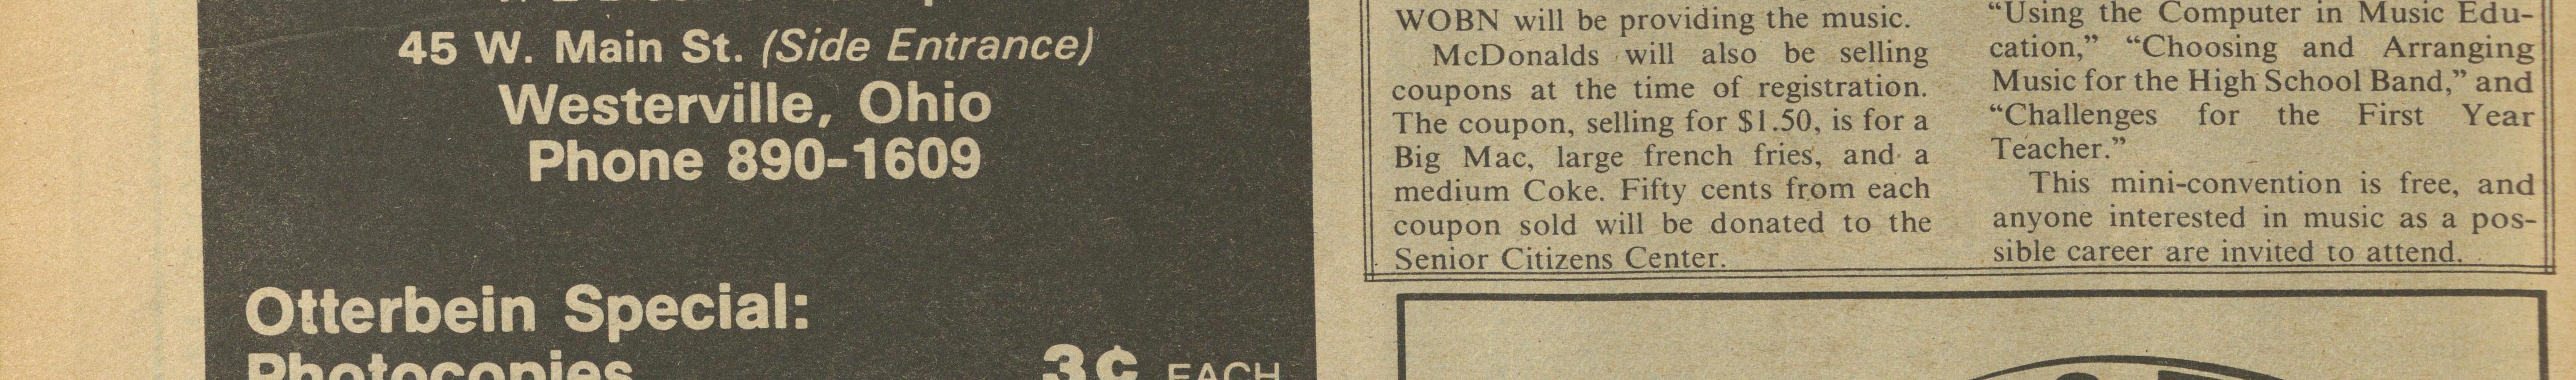 45 W. Main St. (Side Entrance)
Westerville, Ohio
Phone 890-1609
Otterbein Special:
Photocopies
3¢ EACH
WOBN will be providing the music.
McDonalds will also be selling
coupons at the time of registration.
The coupon, selling for $1.50, is for a
Big Mac, large french fries, and a
medium Coke. Fifty cents from each
coupon sold will be donated to the
Senior Citizens Center.
“Using the Computer in Music Edu-
cation,” “Choosing and Arranging
Music for the High School Band,” and
“Challenges for the First Year
Teacher.”
This mini-convention is free, and
anyone interested in music as a pos-
sible career are invited to attend.